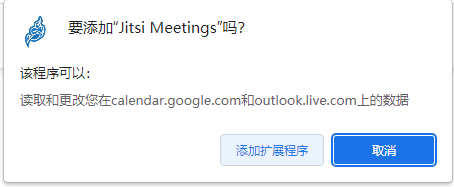 要添加“Jitsi Meetings”吗?
该程序可以：
读取和更改您在calendar.google.com和outlook.live.com上的数据
添加扩展程序
取消